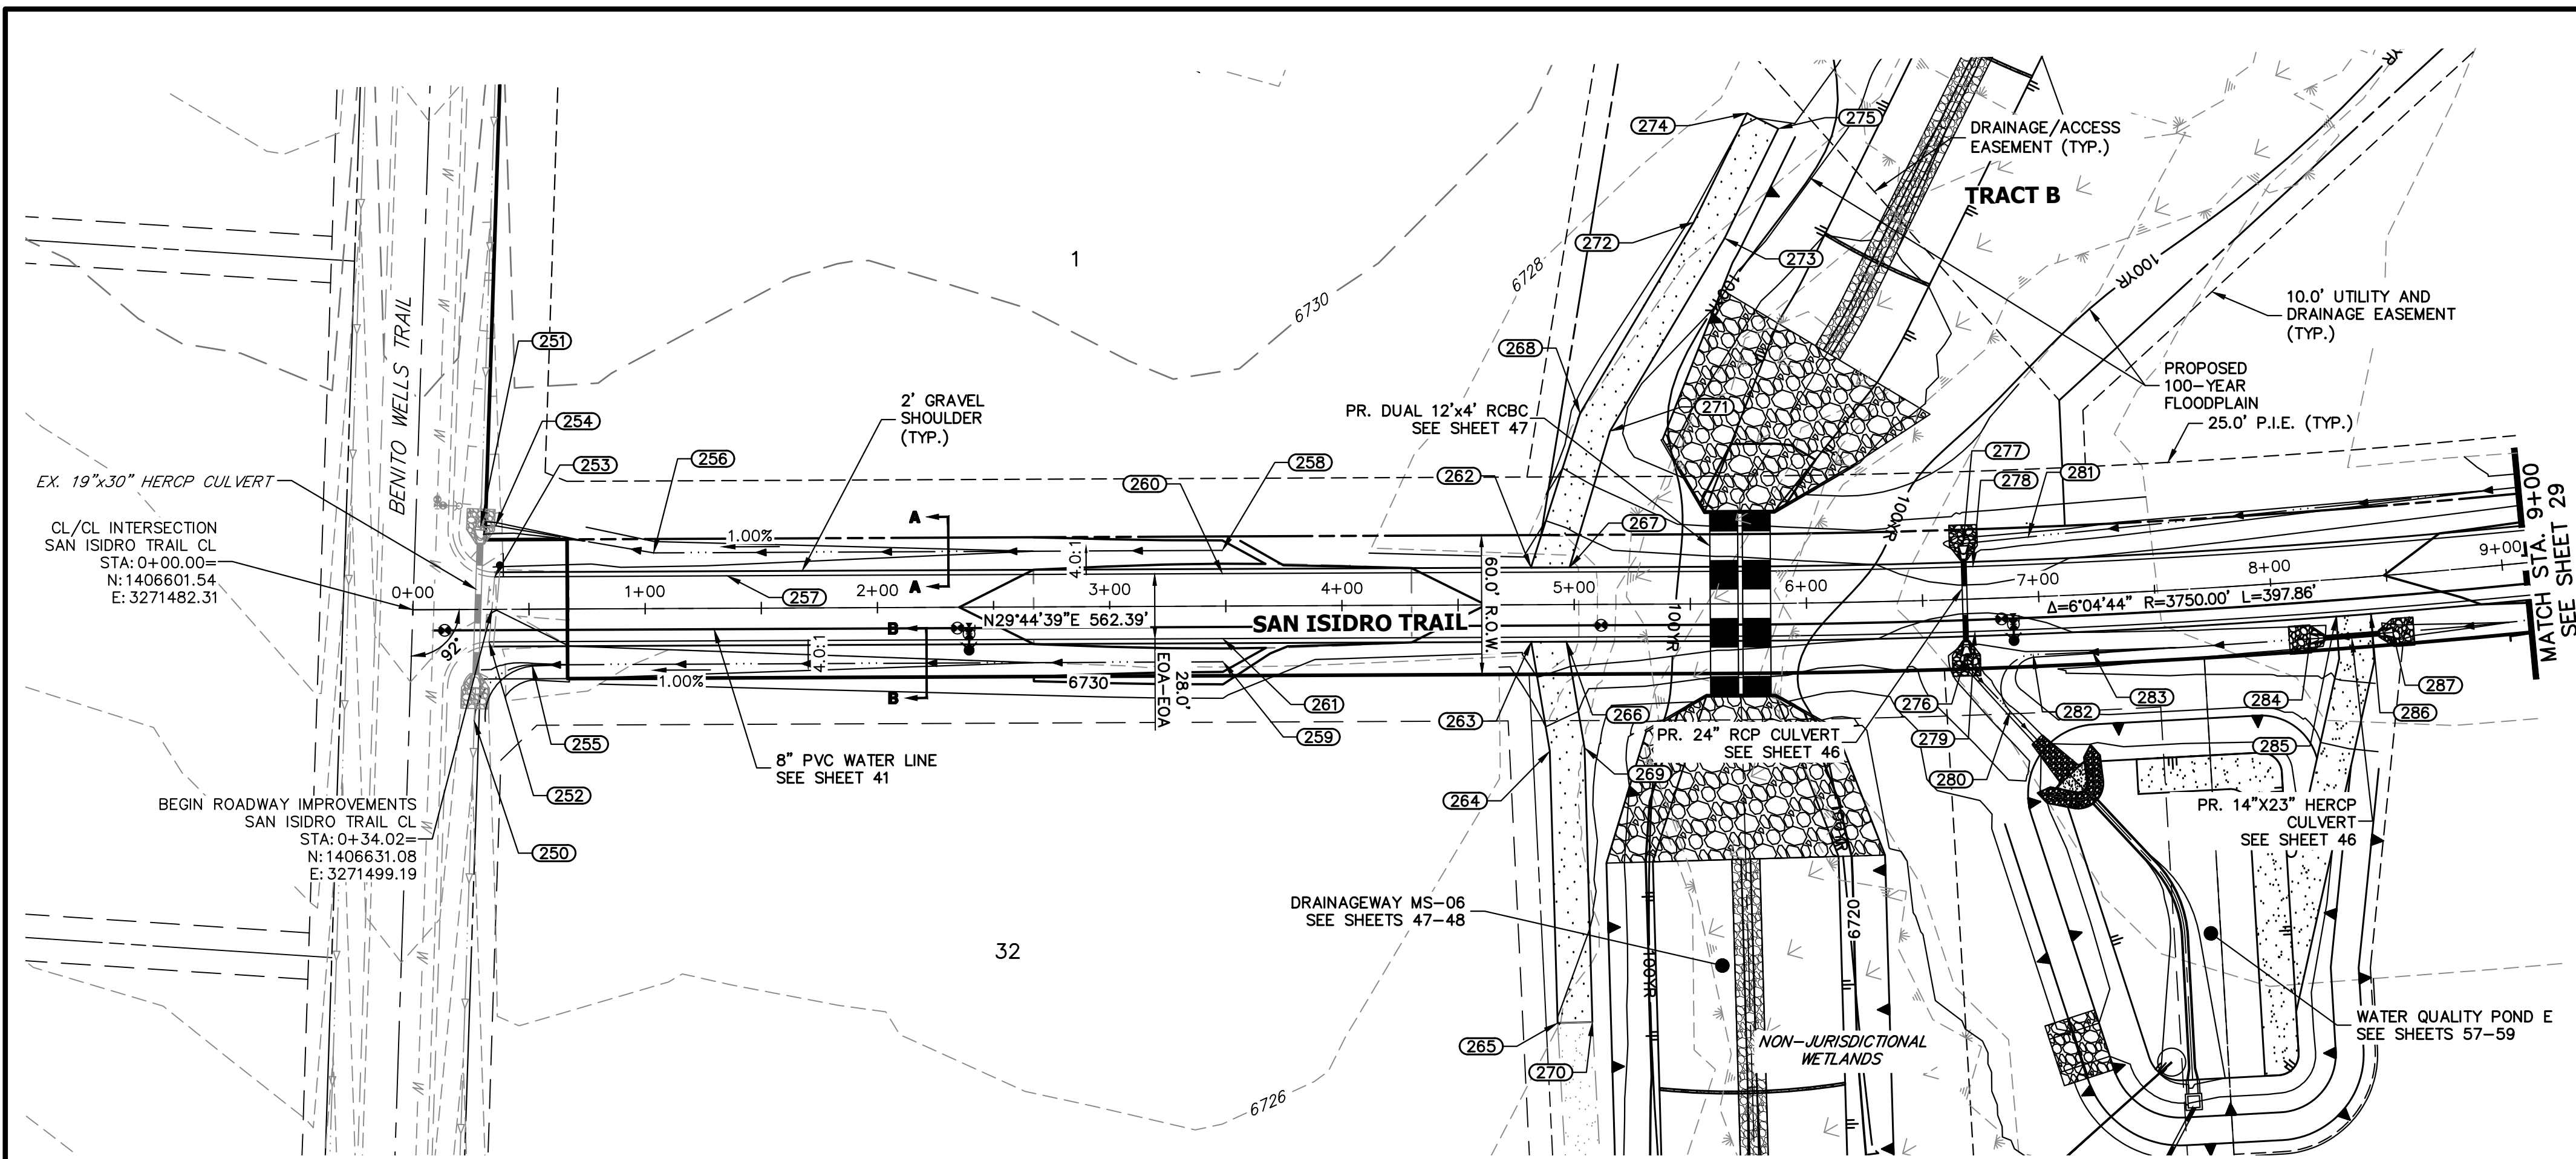 274
275
DRAINAGE/ACCESS
EASEMENT (TYP.)
TRACT B
272
273
1
6730
6728
100YR
100YR
YR
10.0' UTILITY AND
DRAINAGE EASEMENT
(TYP.)
BENITO WELLS TRAIL
251
268
PROPOSED
100-YEAR
FLOODPLAIN
25.0' P.I.E. (TYP.)
254
2' GRAVEL
SHOULDER
(TYP.)
PR. DUAL 12'x4' RCBC
SEE SHEET 47
271
253
256
258
260
262
277
278
281
EX. 19"x30" HERCP CULVERT
CL/CL INTERSECTION
SAN ISIDRO TRAIL CL
STA: 0+00.00=
N: 1406601.54
E: 3271482.31
A
1.00%
267
100YR
MATCH STA. 9+00
SEE SHEET 29
4.0:1
A
257
60.0' R.O.W.
0+00
1+00
2+00
3+00
4+00
5+00
6+00
7+00
8+00
9+00
N29°44'39"E 562.39'
SAN ISIDRO TRAIL
100YR
Δ=6°04'44" R=3750.00' L=397.86'
92°
B
4.0:1
1.00%
B
6730
28.0'
EOA-EOA
261
259
263
266
276
282
283
284
287
286
285
255
252
250
8" PVC WATER LINE
SEE SHEET 41
PR. 24" RCP CULVERT
SEE SHEET 46
279
280
269
264
BEGIN ROADWAY IMPROVEMENTS
SAN ISIDRO TRAIL CL
STA: 0+34.02=
N: 1406631.08
E: 3271499.19
PR. 14"X23" HERCP
CULVERT
SEE SHEET 46
100YR
DRAINAGEWAY MS-06
SEE SHEETS 47-48
6720
32
100YR
265
270
NON-JURISDICTIONAL
WETLANDS
WATER QUALITY POND E
SEE SHEETS 57-59
6726